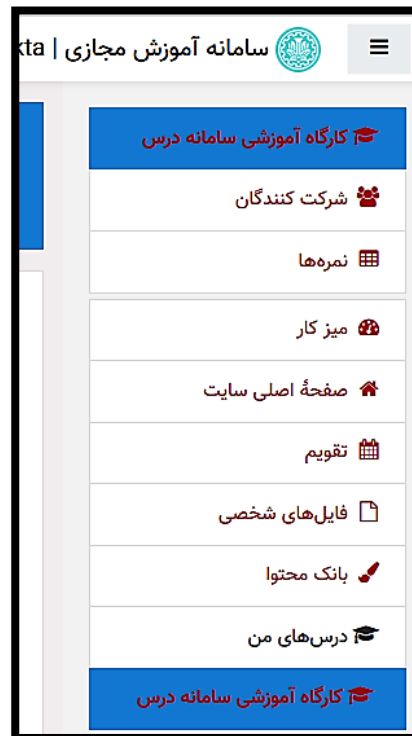 سامانه آموزش مجازی | kta
کارگاه آموزشی سامانه درس
شرکت کنندگان
نمره‌ها
میز کار
صفحهٔ اصلی سایت
تقویم
فایل‌های شخصی
بانک محتوا
درس‌های من
کارگاه آموزشی سامانه درس